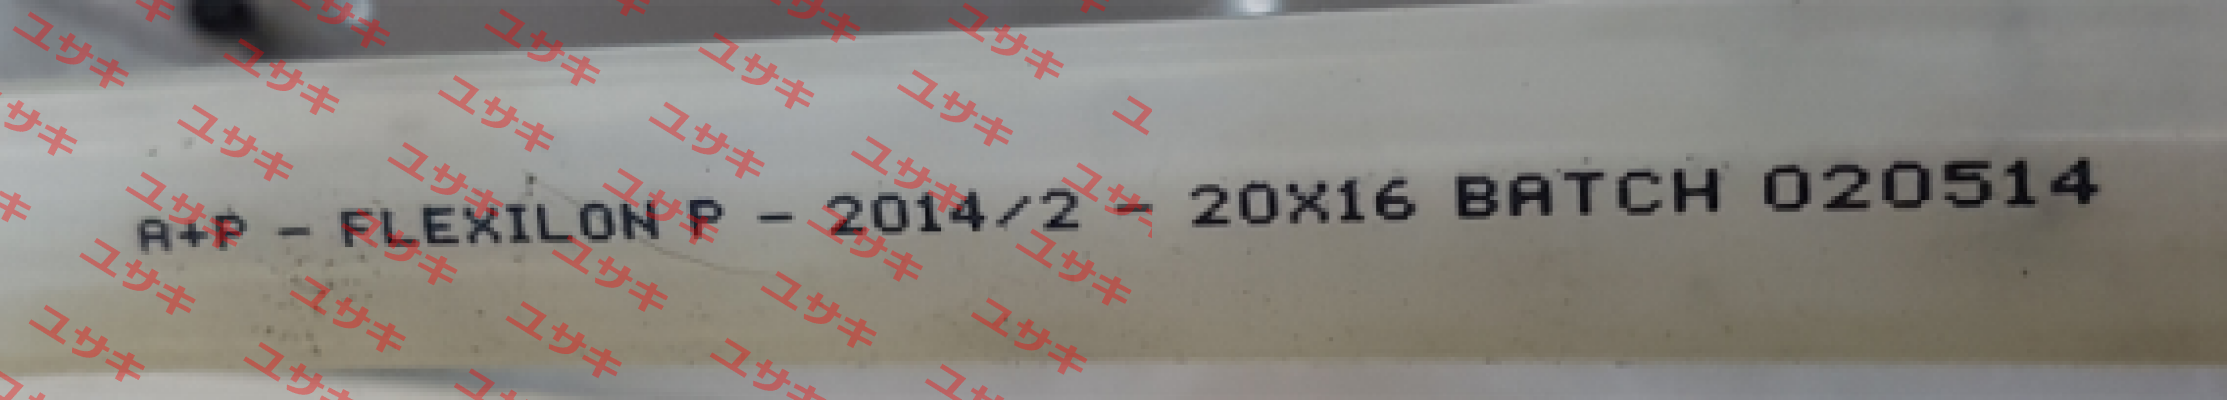 A+P - FLEXILON P - 2014/2 - 20X16 BATCH 020514
ユサキ